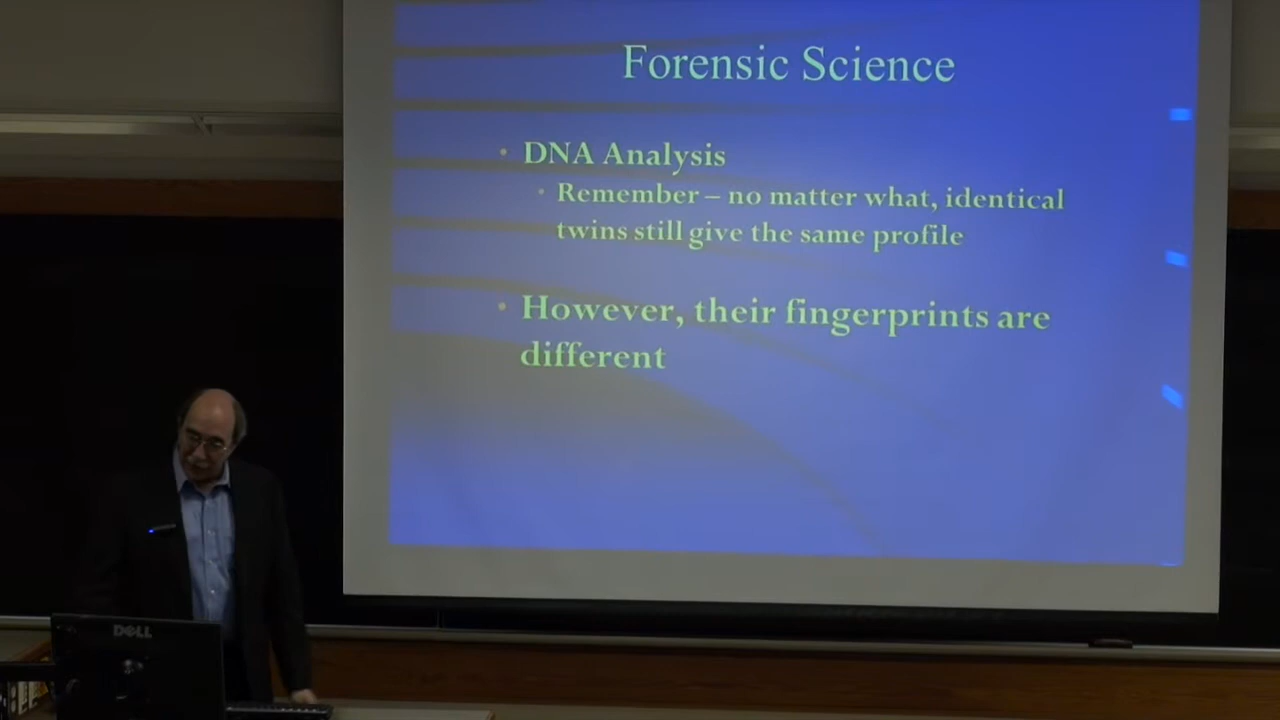 Forensic Science
• DNA Analysis
• Remember – no matter what, identical
twins still give the same profile
• However, their fingerprints are
different
DELL